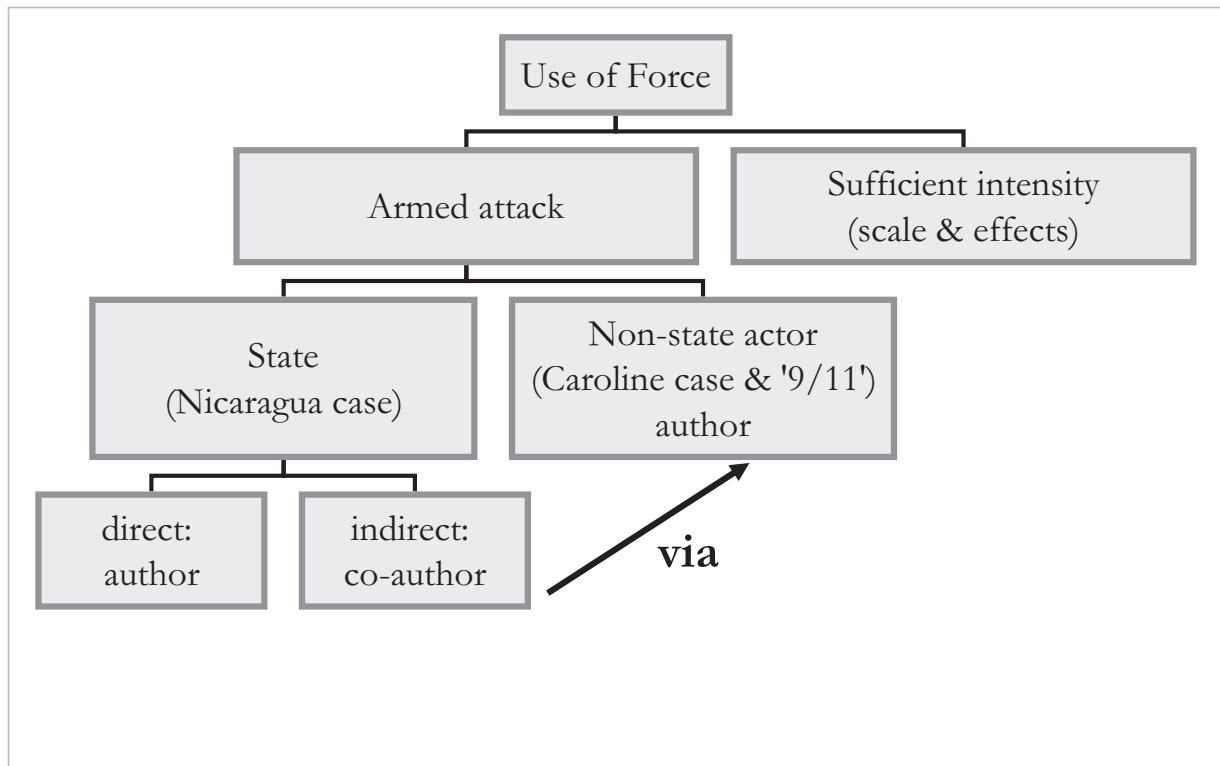 Use of Force
Armed attack
Sufficient intensity
(scale & effects)
State
(Nicaragua case)
Non-state actor
(Caroline case & '9/11')
author
direct:
author
indirect:
co-author
via